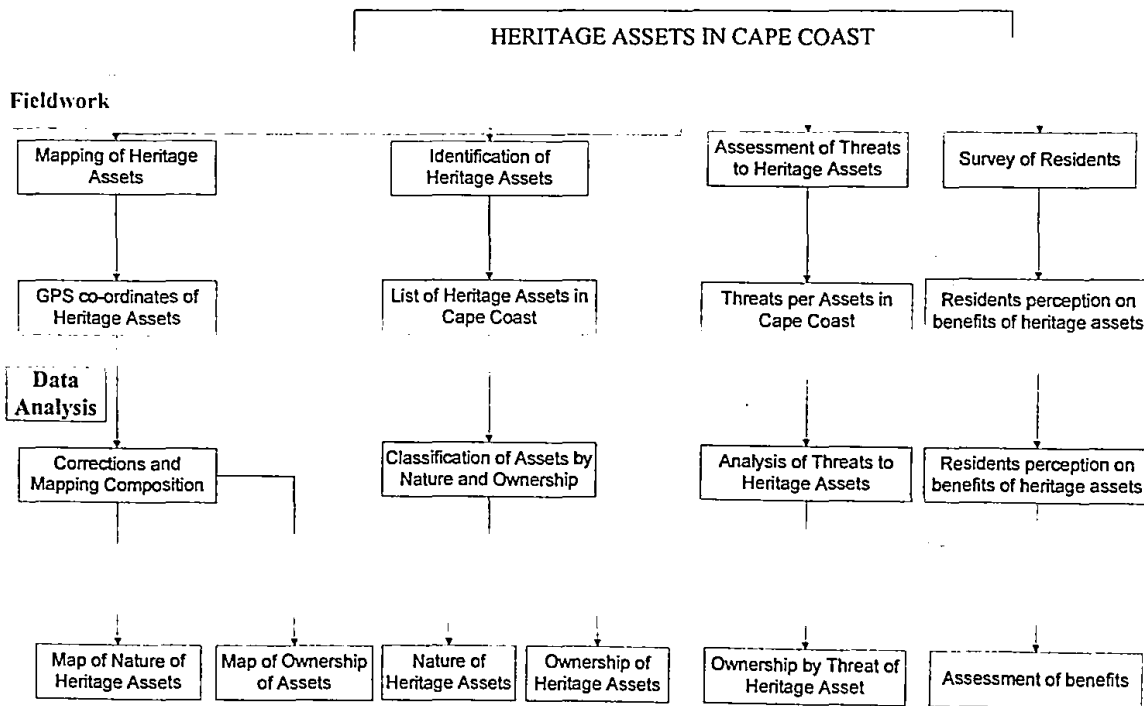 HERITAGE ASSETS IN CAPE COAST
Fieldwork
Mapping of Heritage
Assets
Identification of
Heritage Assets
Assessment of Threats
to Heritage Assets
Survey of Residents
GPS co-ordinates of
Heritage Assets
List of Heritage Assets in
Cape Coast
Threats per Assets in
Cape Coast
Residents perception on
benefits of heritage assets
Data
Analysis
Corrections and
Mapping Composition
Classification of Assets by
Nature and Ownership
Analysis of Threats to
Heritage Assets
Residents perception on
benefits of heritage assets
Map of Nature of
Heritage Assets
Map of Ownership
of Assets
Nature of
Heritage Assets
Ownership of
Heritage Assets
Ownership by Threat of
Heritage Asset
Assessment of benefits